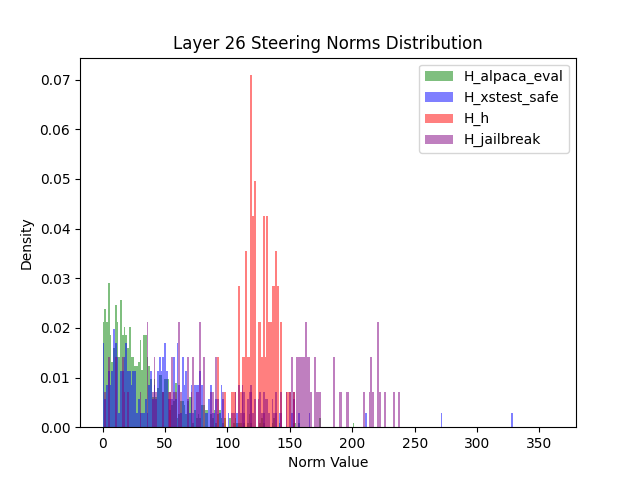 Layer 26 Steering Norms Distribution
H_alpaca_eval
H_xstest_safe
H_h
H_jailbreak
0.07
0.06
0.05
0.04
0.03
0.02
0.01
0.00
Density
0 50 100 150 200 250 300 350
Norm Value